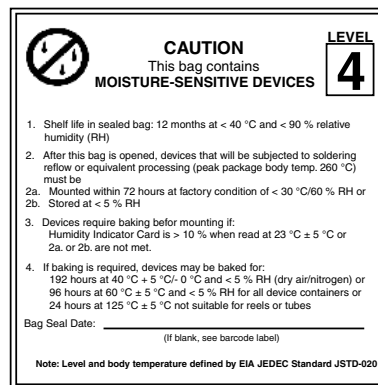 CAUTION
This bag contains
MOISTURE-SENSITIVE DEVICES
LEVEL
4
1. Shelf life in sealed bag: 12 months at < 40 °C and < 90 % relative
humidity (RH)
2. After this bag is opened, devices that will be subjected to soldering
reflow or equivalent processing (peak package body temp. 260 °C)
must be
2a. Mounted within 72 hours at factory condition of < 30 °C/60 % RH or
2b. Stored at < 5 % RH
3. Devices require baking befor mounting if:
Humidity Indicator Card is > 10 % when read at 23 °C ± 5 °C or
2a. or 2b. are not met.
4. If baking is required, devices may be baked for:
192 hours at 40 °C + 5 °C/- 0 °C and < 5 % RH (dry air/nitrogen) or
96 hours at 60 °C ± 5 °C and < 5 % RH for all device containers or
24 hours at 125 °C ± 5 °C not suitable for reels or tubes
Bag Seal Date:
(If blank, see barcode label)
Note: Level and body temperature defined by EIA JEDEC Standard JSTD-020